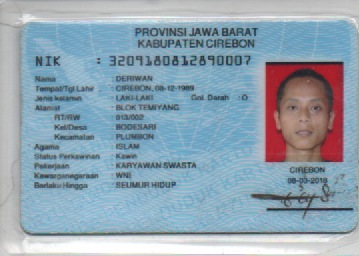 PROVINSI JAWA BARAT
KABUPATEN CIREBON
NIK : 3209180812890007
Nama : DERIWAN
Tempat/Tgl Lahir : CIREBON, 08-12-1989
Jenis kelamin : LAKI-LAKI Gol. Darah : O
Alamat : BLOK TEMIYANG
RT/RW : 013/002
Kel/Desa : BODESARI
Kecamatan : PLUMBON
Agama : ISLAM
Status Perkawinan : Kawin
Pekerjaan : KARYAWAN SWASTA
Kewarganegaraan : WNI
Berlaku Hingga : SEUMUR HIDUP
CIREBON
08-03-2018